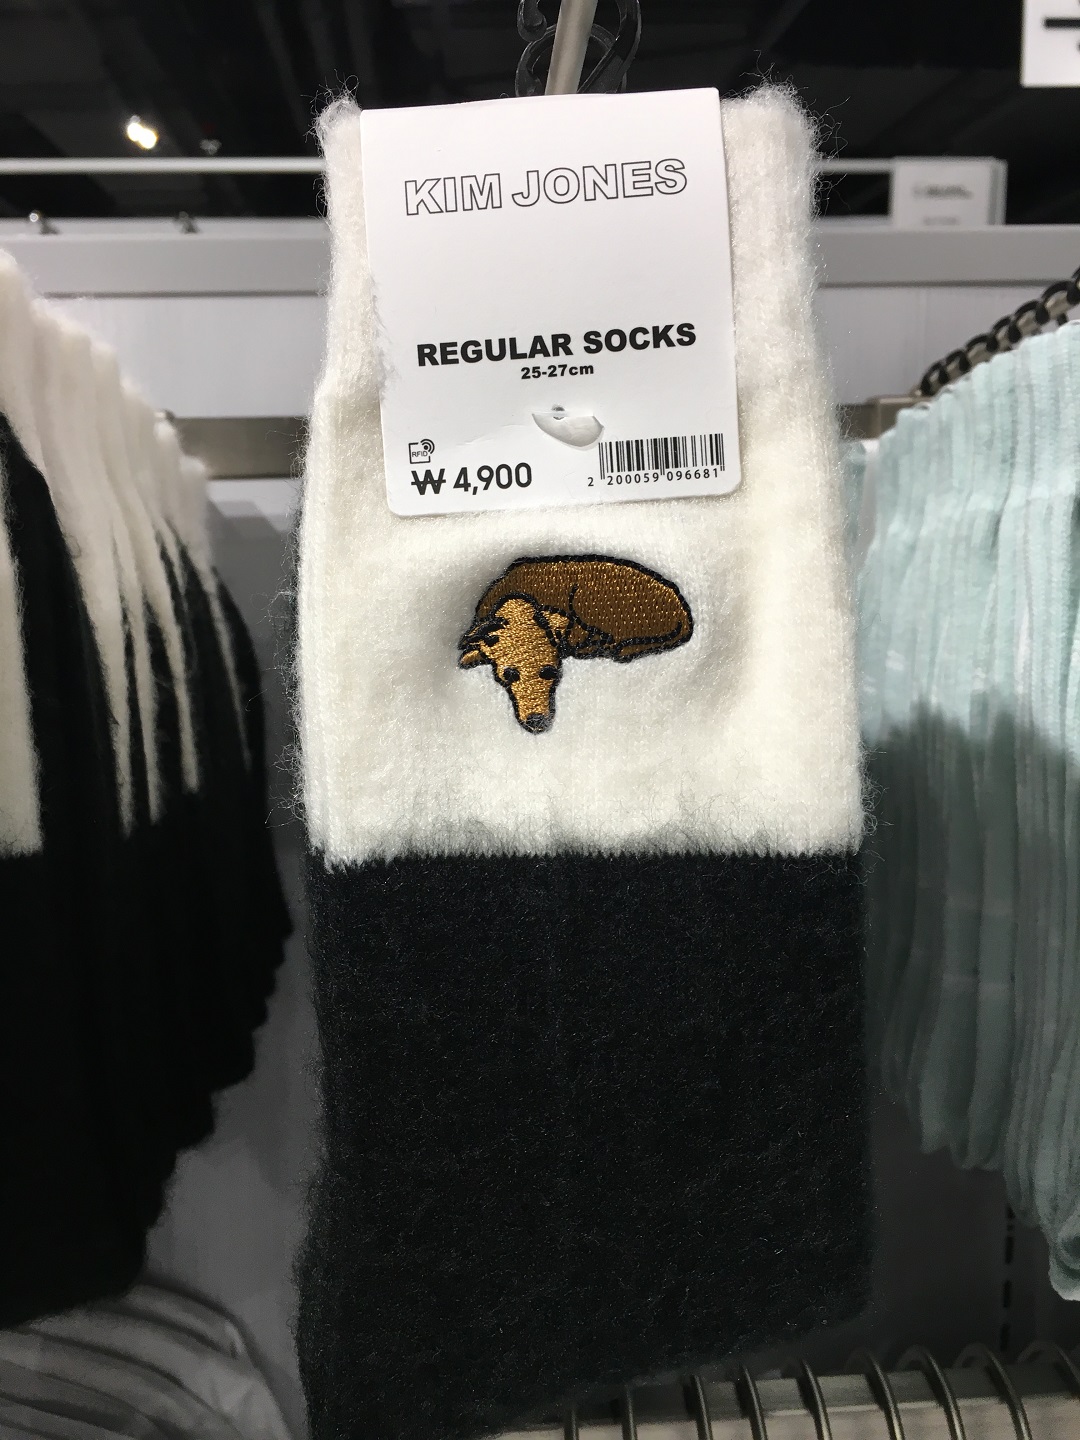 KIM JONES
REGULAR SOCKS
25-27cm
RFID
₩ 4,900
2 200059 096681